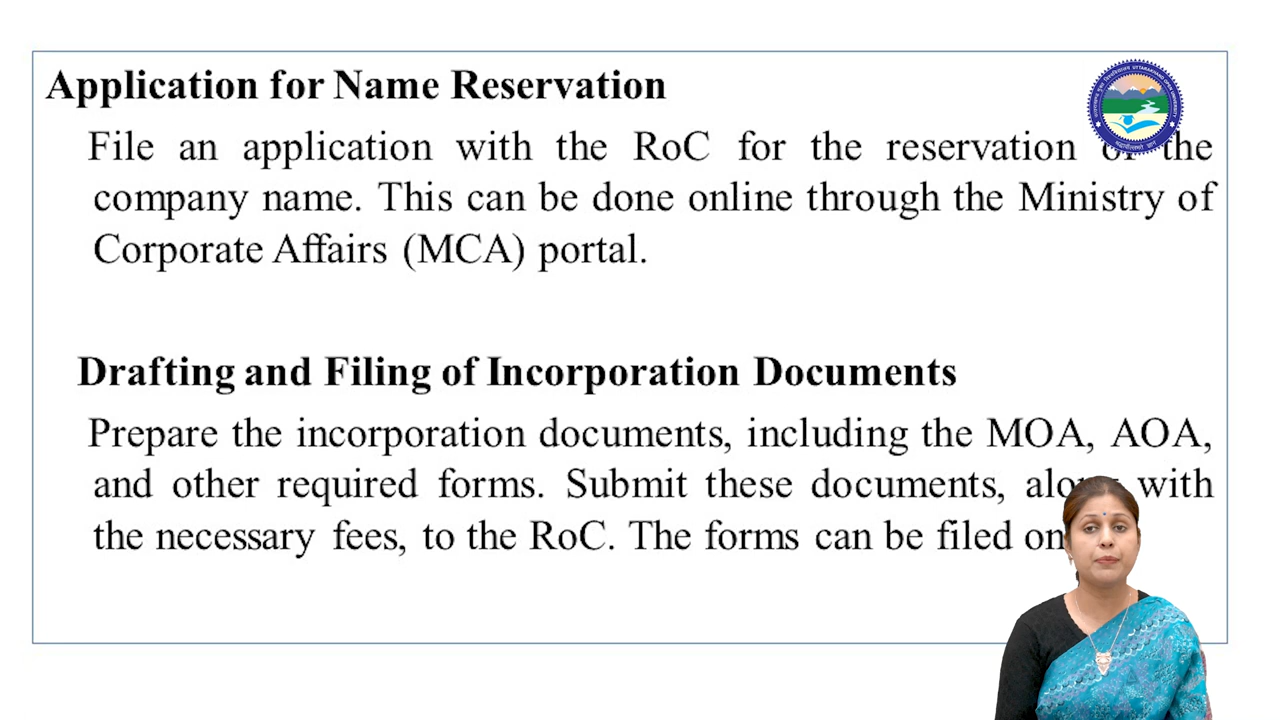 Application for Name Reservation
File an application with the RoC for the reservation of the
company name. This can be done online through the Ministry of
Corporate Affairs (MCA) portal.
Drafting and Filing of Incorporation Documents
Prepare the incorporation documents, including the MOA, AOA,
and other required forms. Submit these documents, along with
the necessary fees, to the RoC. The forms can be filed on